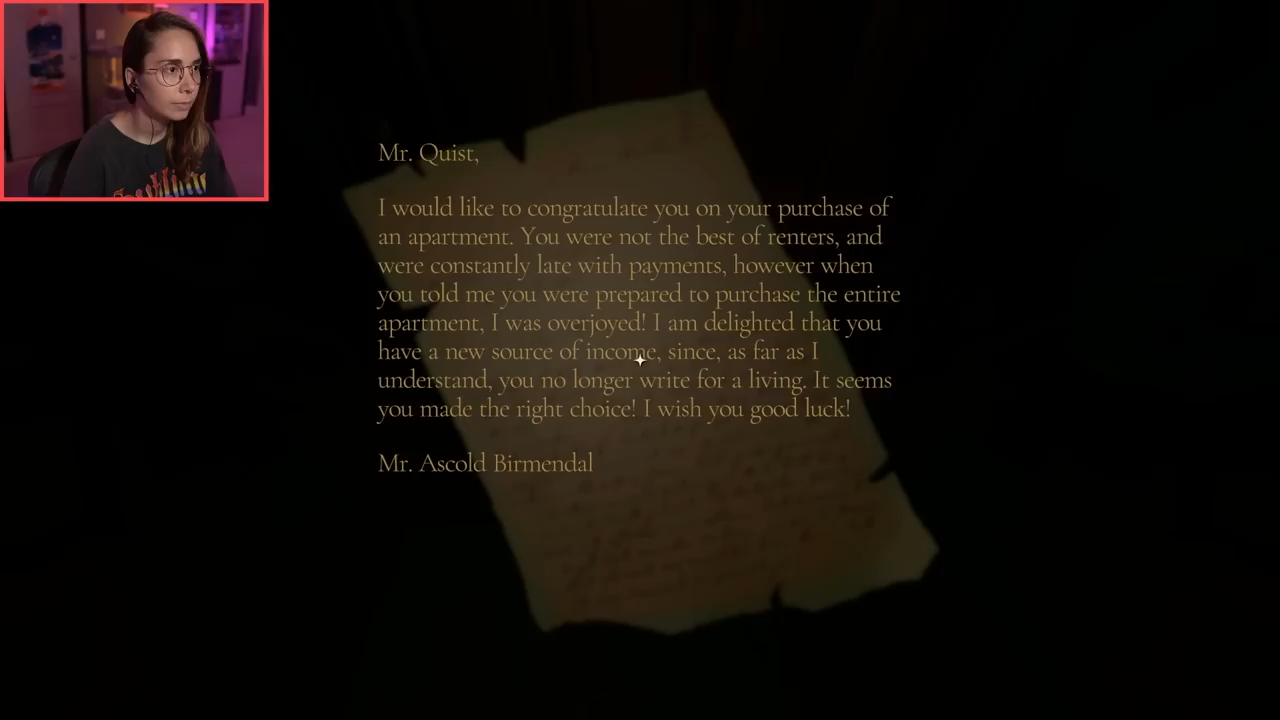 Mr. Quist,
I would like to congratulate you on your purchase of
an apartment. You were not the best of renters, and
were constantly late with payments, however when
you told me you were prepared to purchase the entire
apartment, I was overjoyed! I am delighted that you
have a new source of income, since, as far as I
understand, you no longer write for a living. It seems
you made the right choice! I wish you good luck!
Mr. Ascold Birmendal